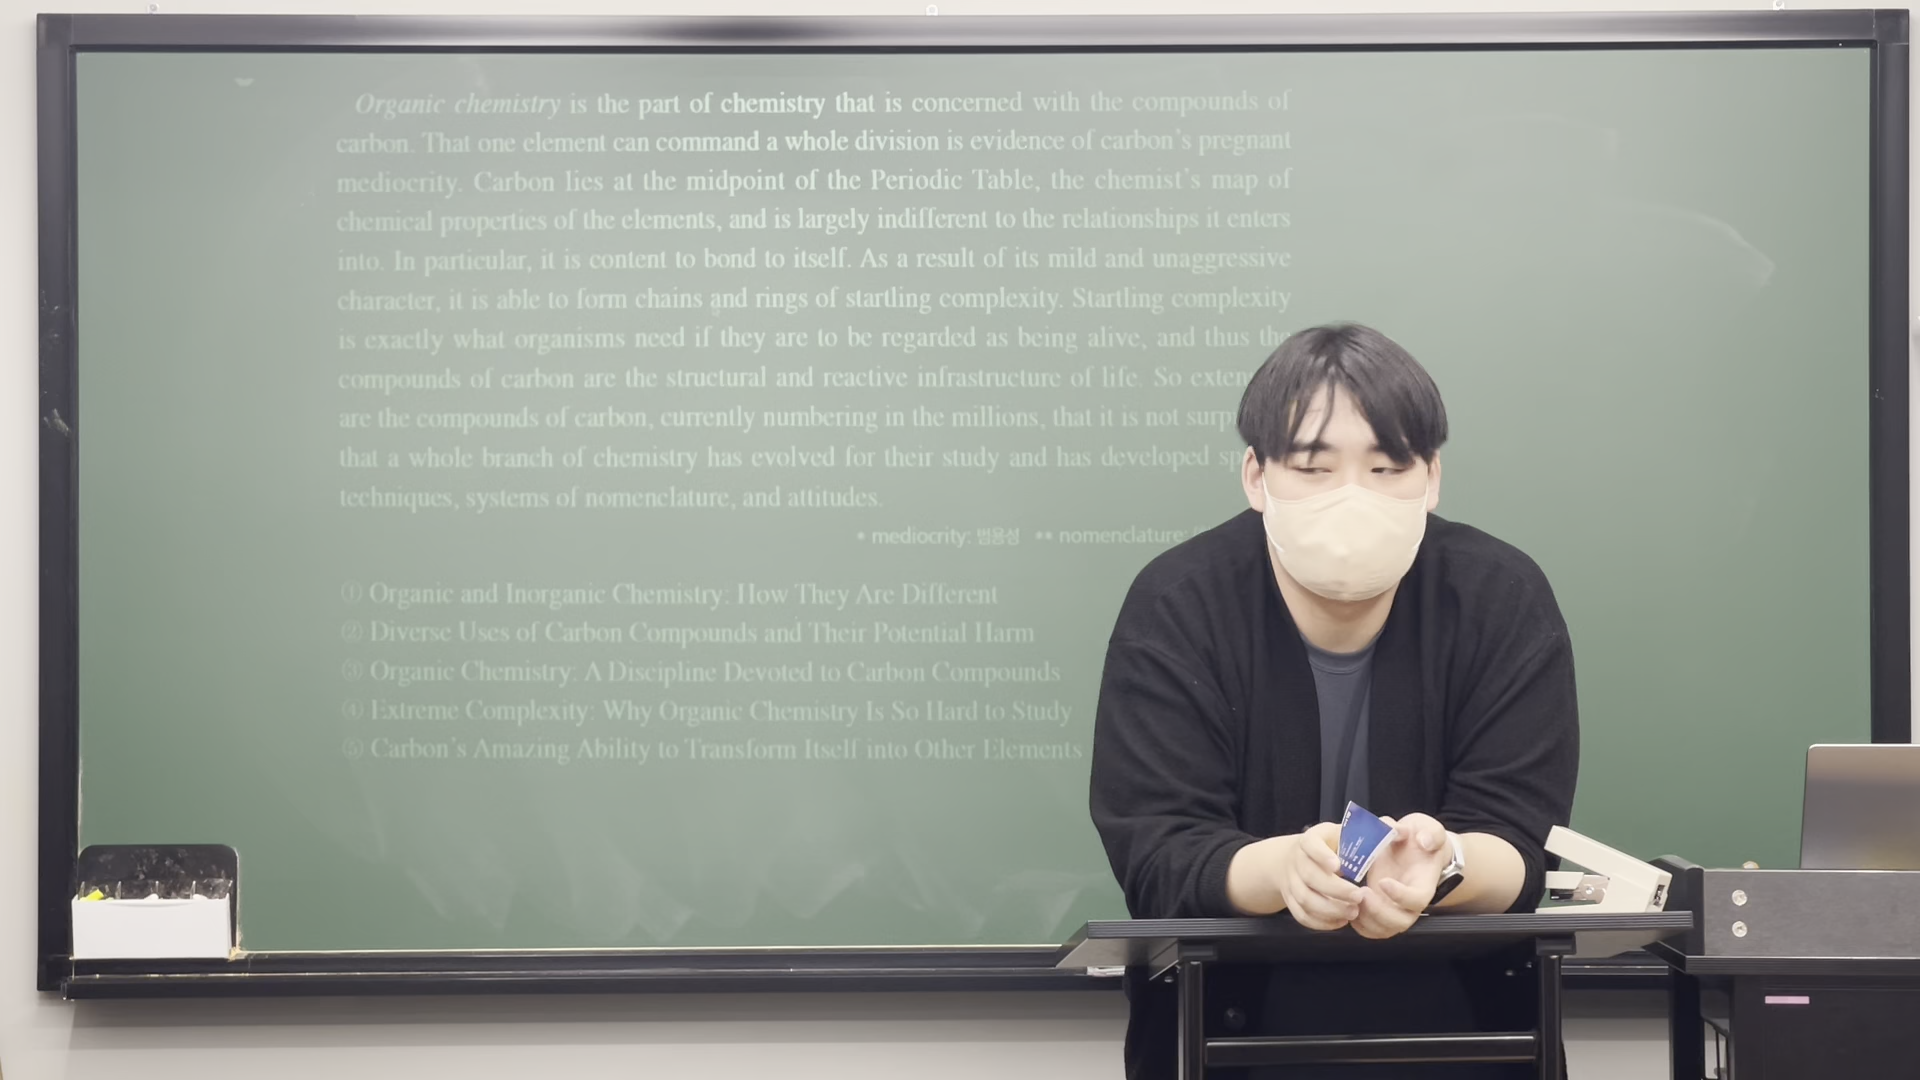 Organic chemistry is the part of chemistry that is concerned with the compounds of
carbon. That one element can command a whole division is evidence of carbon's pregnant
mediocrity. Carbon lies at the midpoint of the Periodic Table, the chemist's map of
chemical properties of the elements, and is largely indifferent to the relationships it enters
into. In particular, it is content to bond to itself. As a result of its mild and unaggressive
character, it is able to form chains and rings of startling complexity. Startling complexity
is exactly what organisms need if they are to be regarded as being alive, and thus the
compounds of carbon are the structural and reactive infrastructure of life. So
are the compounds of carbon, currently numbering in the millions, that it is not
that a whole branch of chemistry has evolved for their study and has developed
techniques, systems of nomenclature, and attitudes.
* mediocrity: 범용성 ** nomenclature:
① Organic and Inorganic Chemistry: How They Are Different
② Diverse Uses of Carbon Compounds and Their Potential Harm
③ Organic Chemistry: A Discipline Devoted to Carbon Compounds
④ Extreme Complexity: Why Organic Chemistry Is So Hard to Study
⑤ Carbon's Amazing Ability to Transform Itself into Other Elements